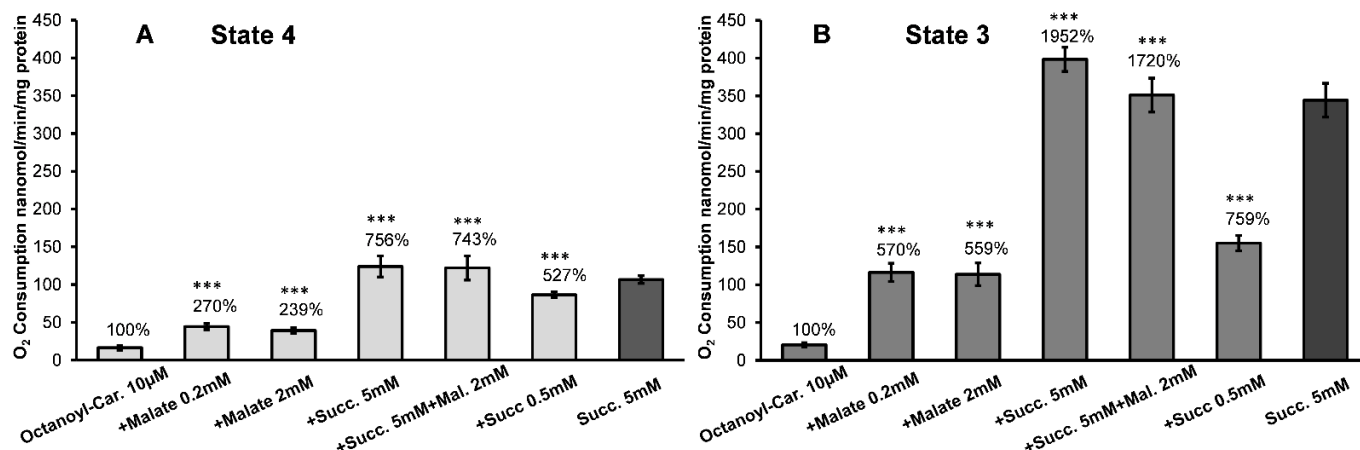 A State 4
O2 Consumption nanomol/min/mg protein
450
400
350
300
250
200
150
100
50
0
100%
***
270%
***
239%
***
756%
***
743%
***
527%
Octanoyl-Car. 10µM
+Malate 0.2mM
+Malate 2mM
+Succ. 5mM
+Succ. 5mM+Mal. 2mM
+Succ 0.5mM
Succ. 5mM
B State 3
O2 Consumption nanomol/min/mg protein
450
400
350
300
250
200
150
100
50
0
100%
***
570%
***
559%
***
1952%
***
1720%
***
759%
Octanoyl-Car. 10µM
+Malate 0.2mM
+Malate 2mM
+Succ. 5mM
+Succ. 5mM+Mal. 2mM
+Succ 0.5mM
Succ. 5mM